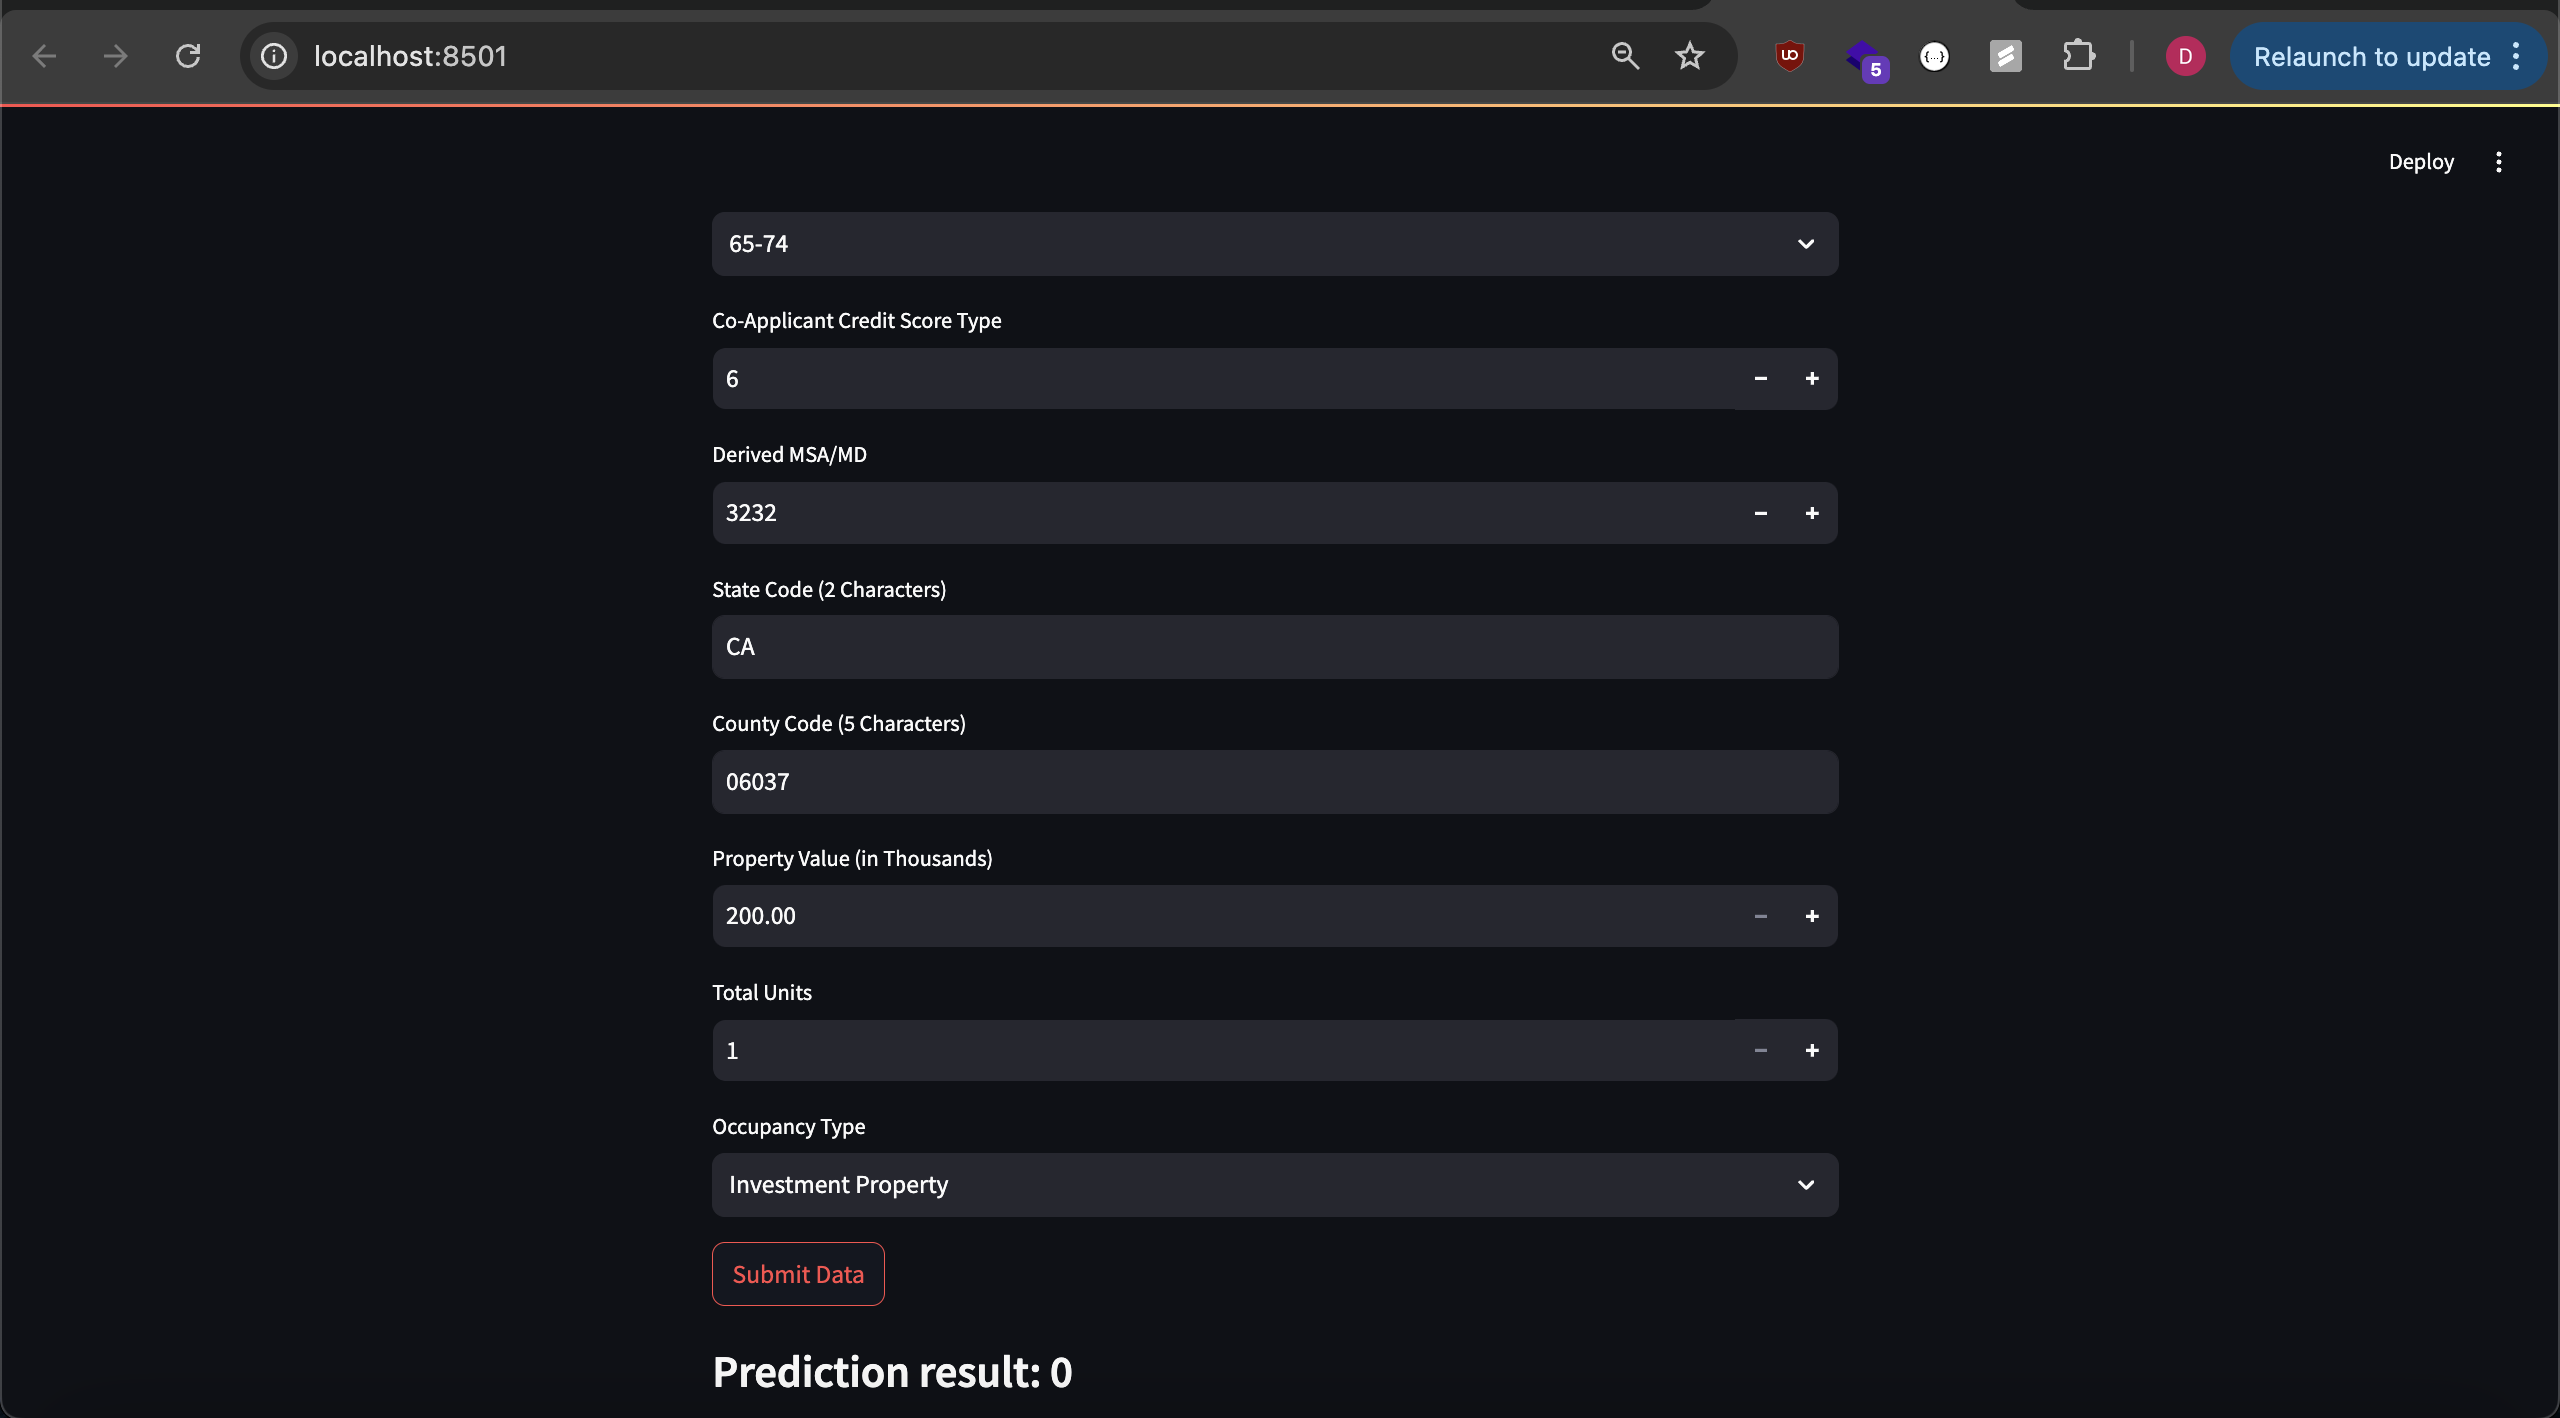 localhost:8501
5
D
Relaunch to update
Deploy
65-74
Co-Applicant Credit Score Type
6
Derived MSA/MD
3232
State Code (2 Characters)
CA
County Code (5 Characters)
06037
Property Value (in Thousands)
200.00
Total Units
1
Occupancy Type
Investment Property
Submit Data
Prediction result: 0